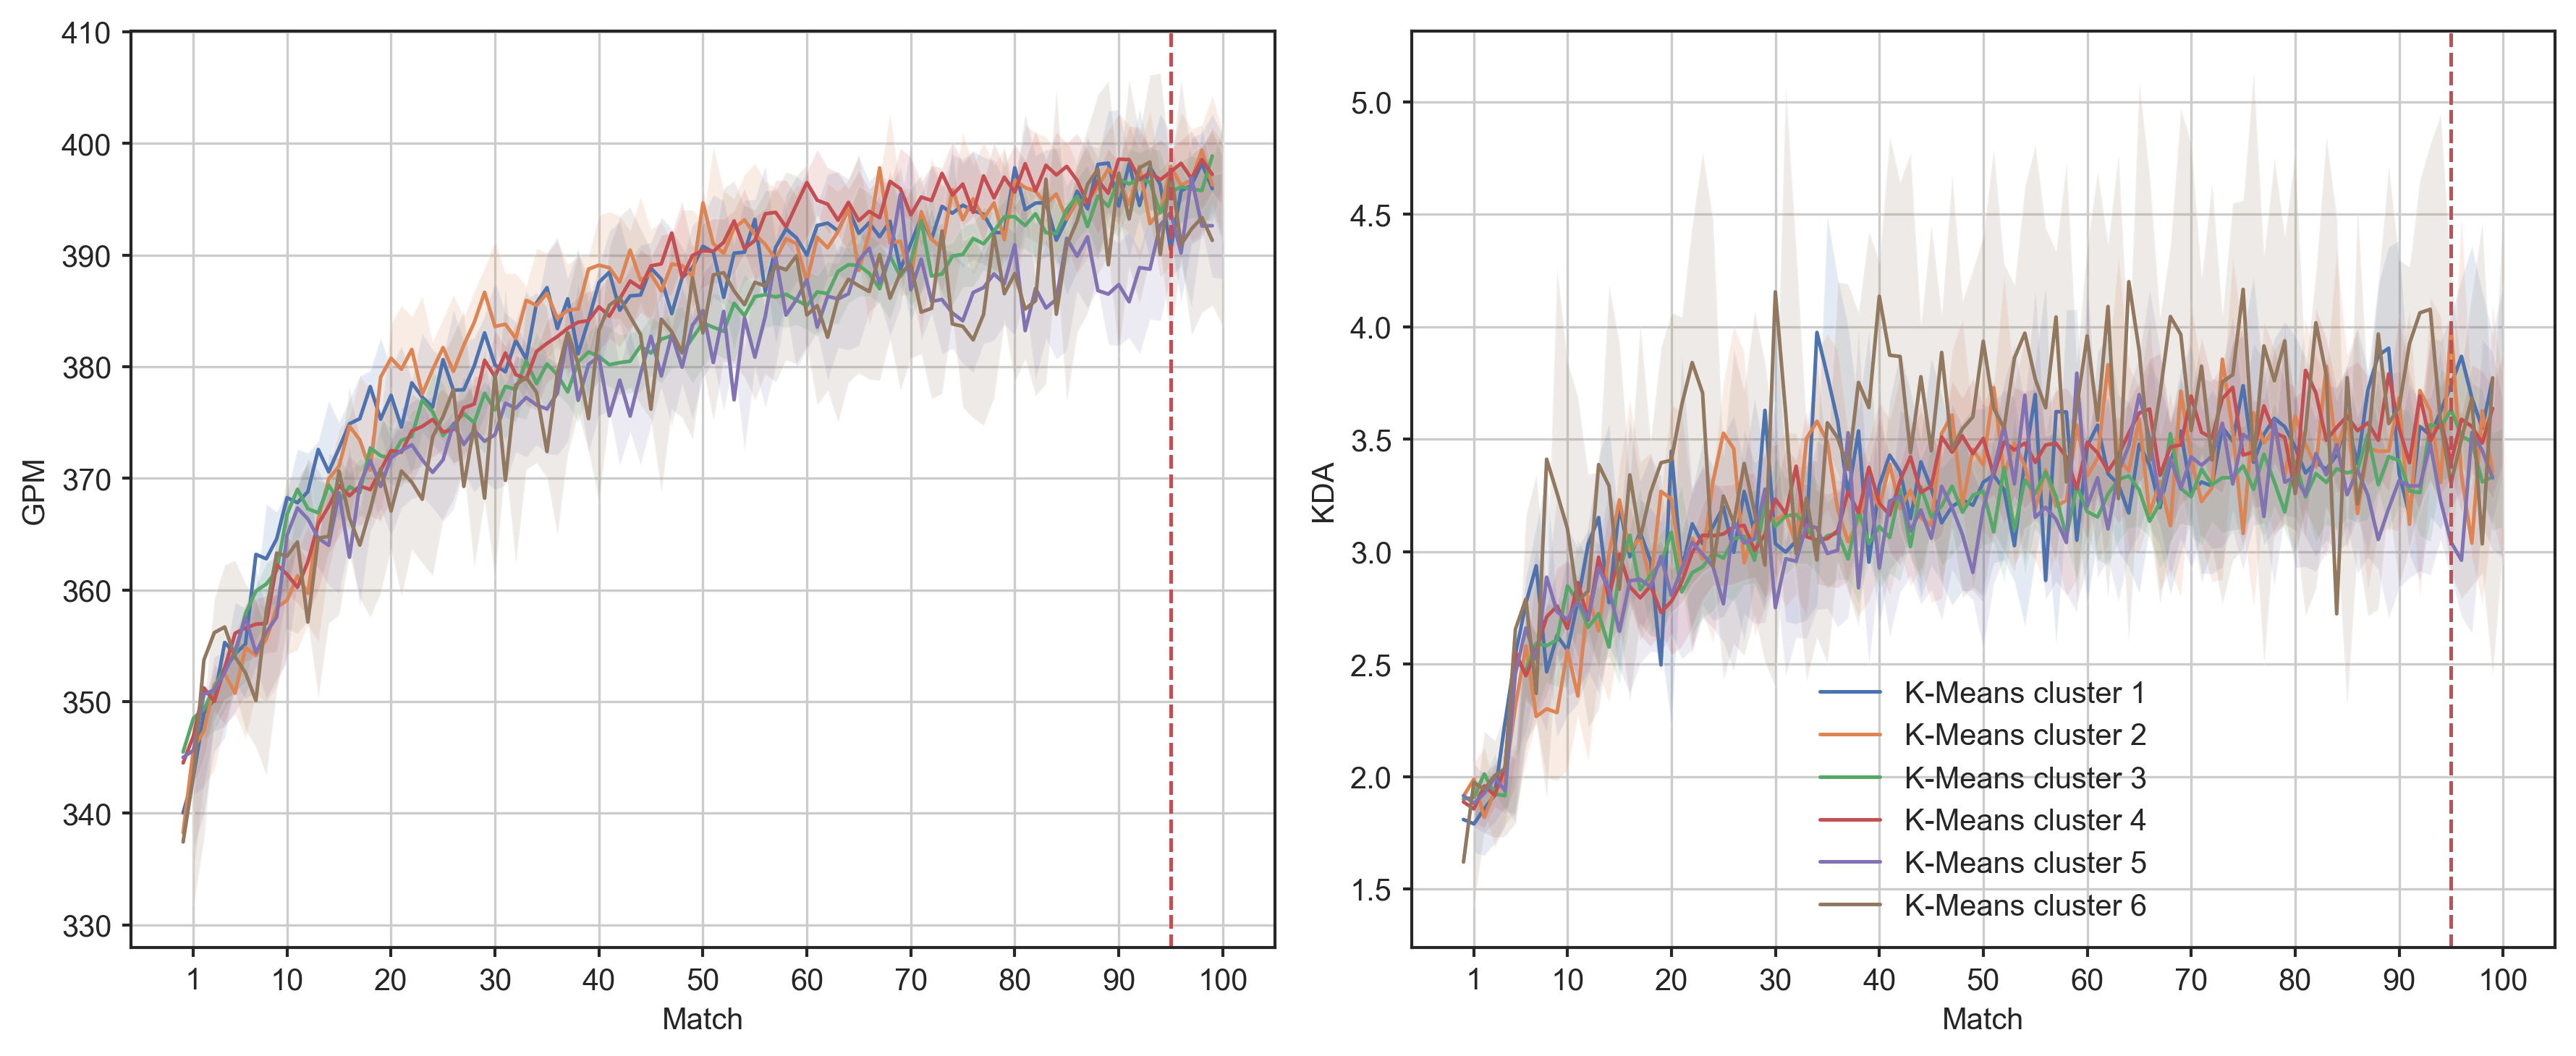 410
400
390
380
370
360
350
340
330
GPM
1 10 20 30 40 50 60 70 80 90 100
Match
5.0
4.5
4.0
3.5
3.0
2.5
2.0
1.5
KDA
K-Means cluster 1
K-Means cluster 2
K-Means cluster 3
K-Means cluster 4
K-Means cluster 5
K-Means cluster 6
1 10 20 30 40 50 60 70 80 90 100
Match